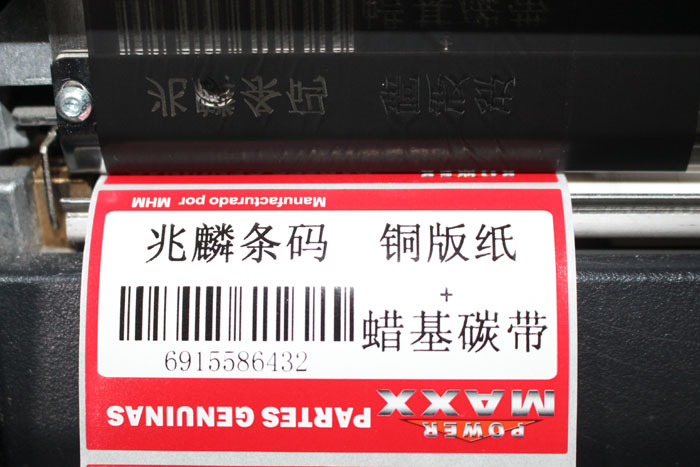 Manufacturado por MHM
兆麟条码 铜版纸
+
蜡基碳带
6915586432
POWER
MAXX
PARTES GENUINAS